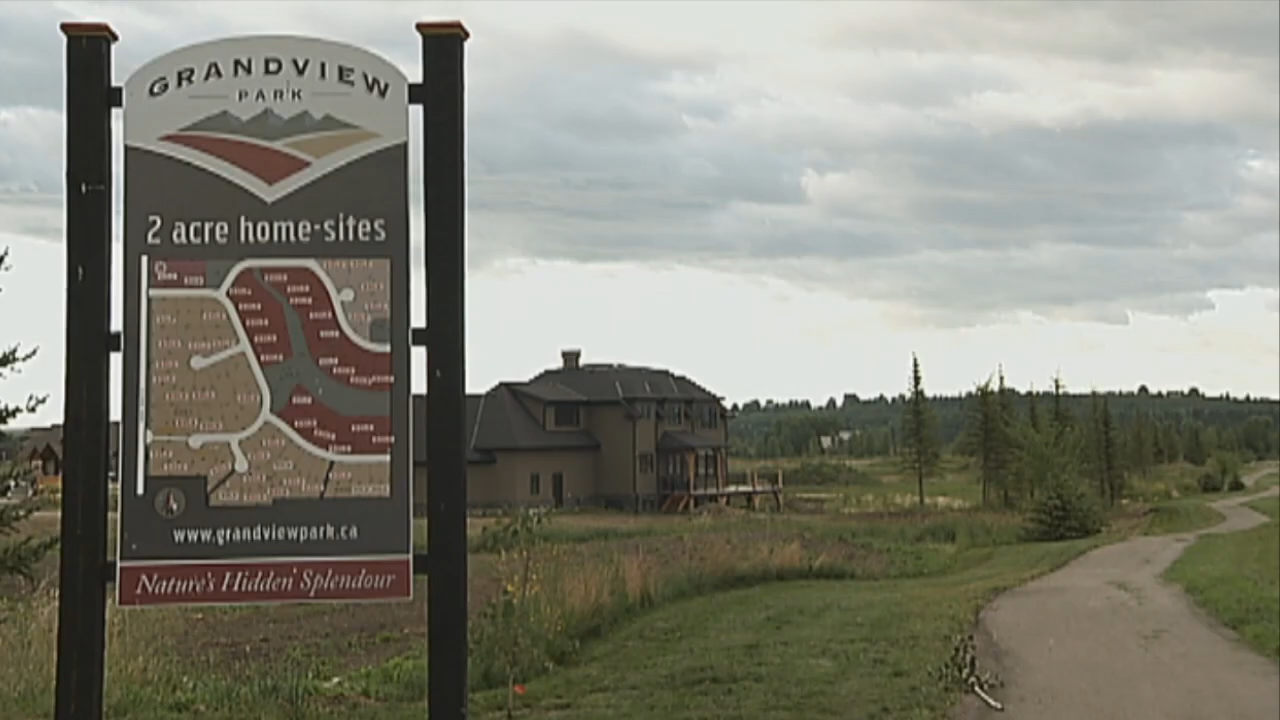 GRANDVIEW
PARK
2 acre home-sites
www.grandviewpark.ca
Nature's Hidden Splendour